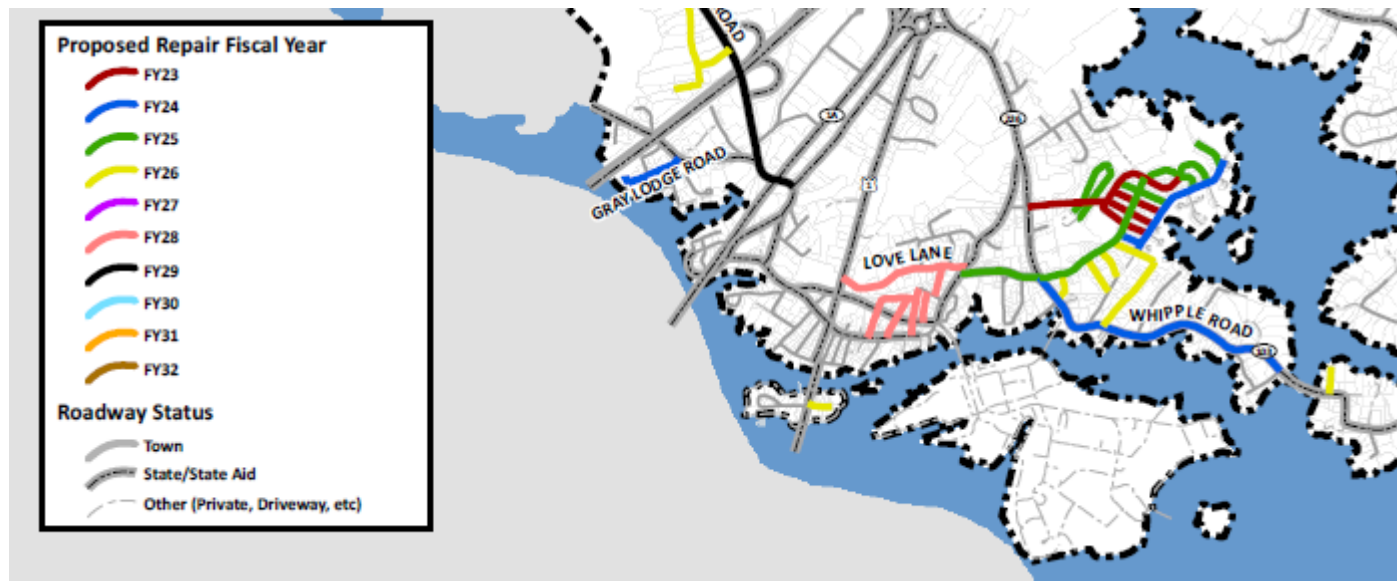 Proposed Repair Fiscal Year
FY23
FY24
FY25
FY26
FY27
FY28
FY29
FY30
FY31
FY32
Roadway Status
Town
State/State Aid
Other (Private, Driveway, etc)
ROAD
1
GRAY LODGE ROAD
LOVE LANE
WHIPPLE ROAD
103